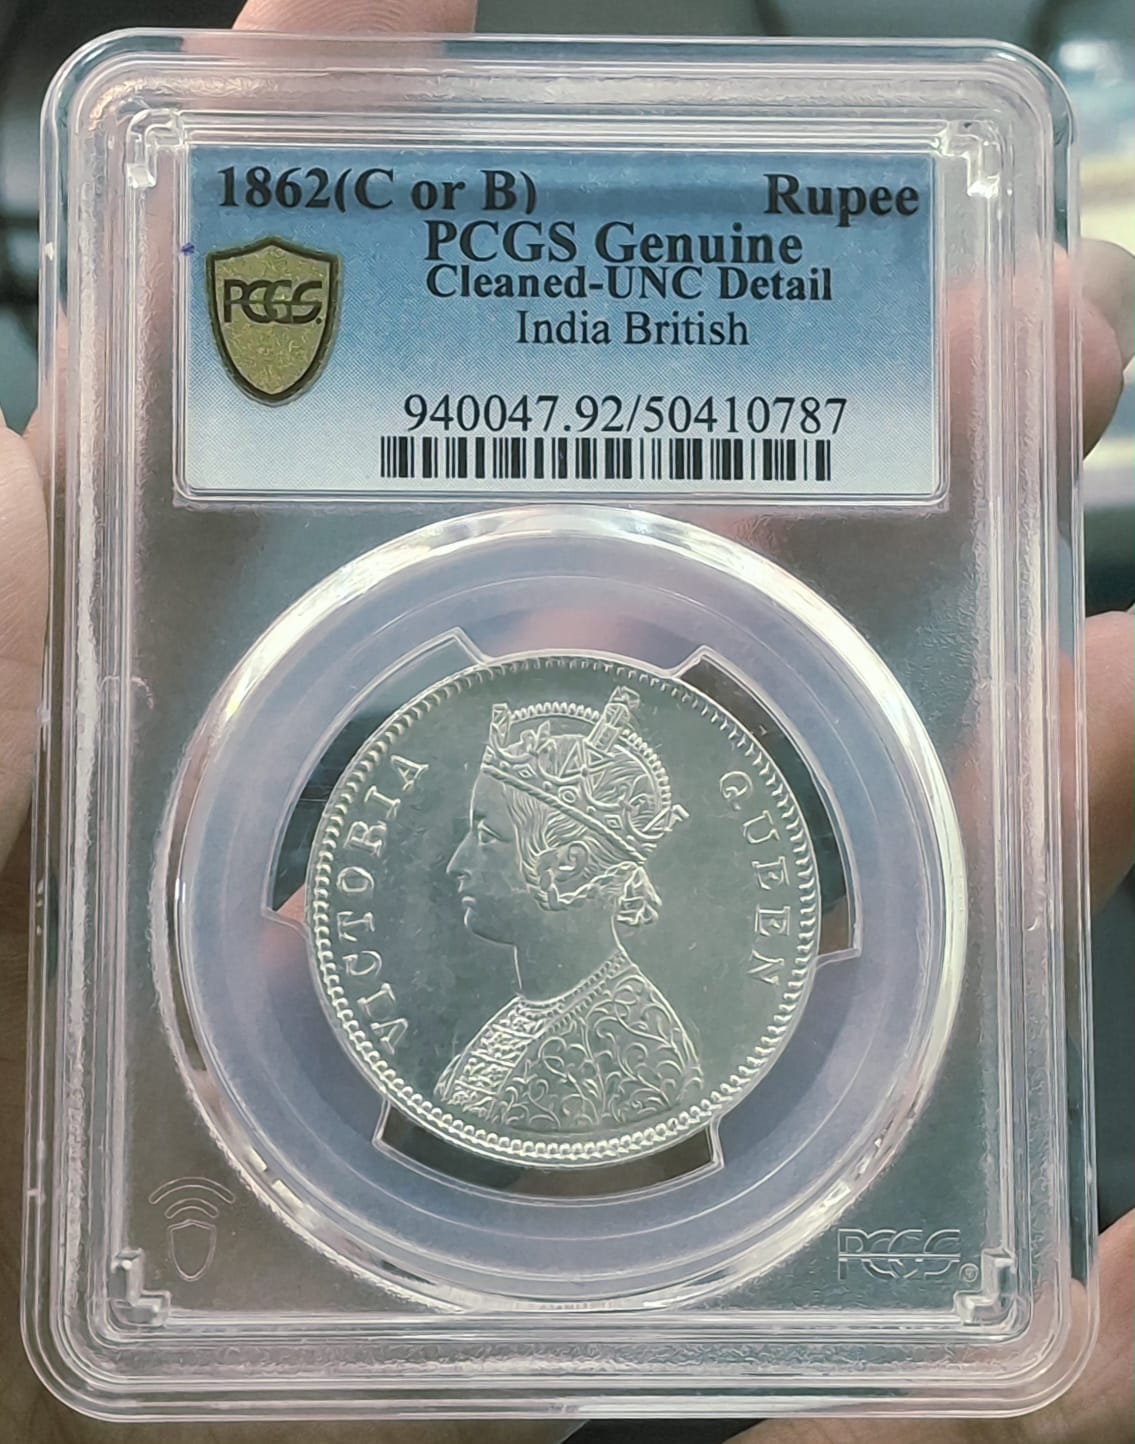 1862(C or B) Rupee
PCGS Genuine
Cleaned-UNC Detail
India British
PCGS
940047.92/50410787
VICTORIA QUEEN
PCGS